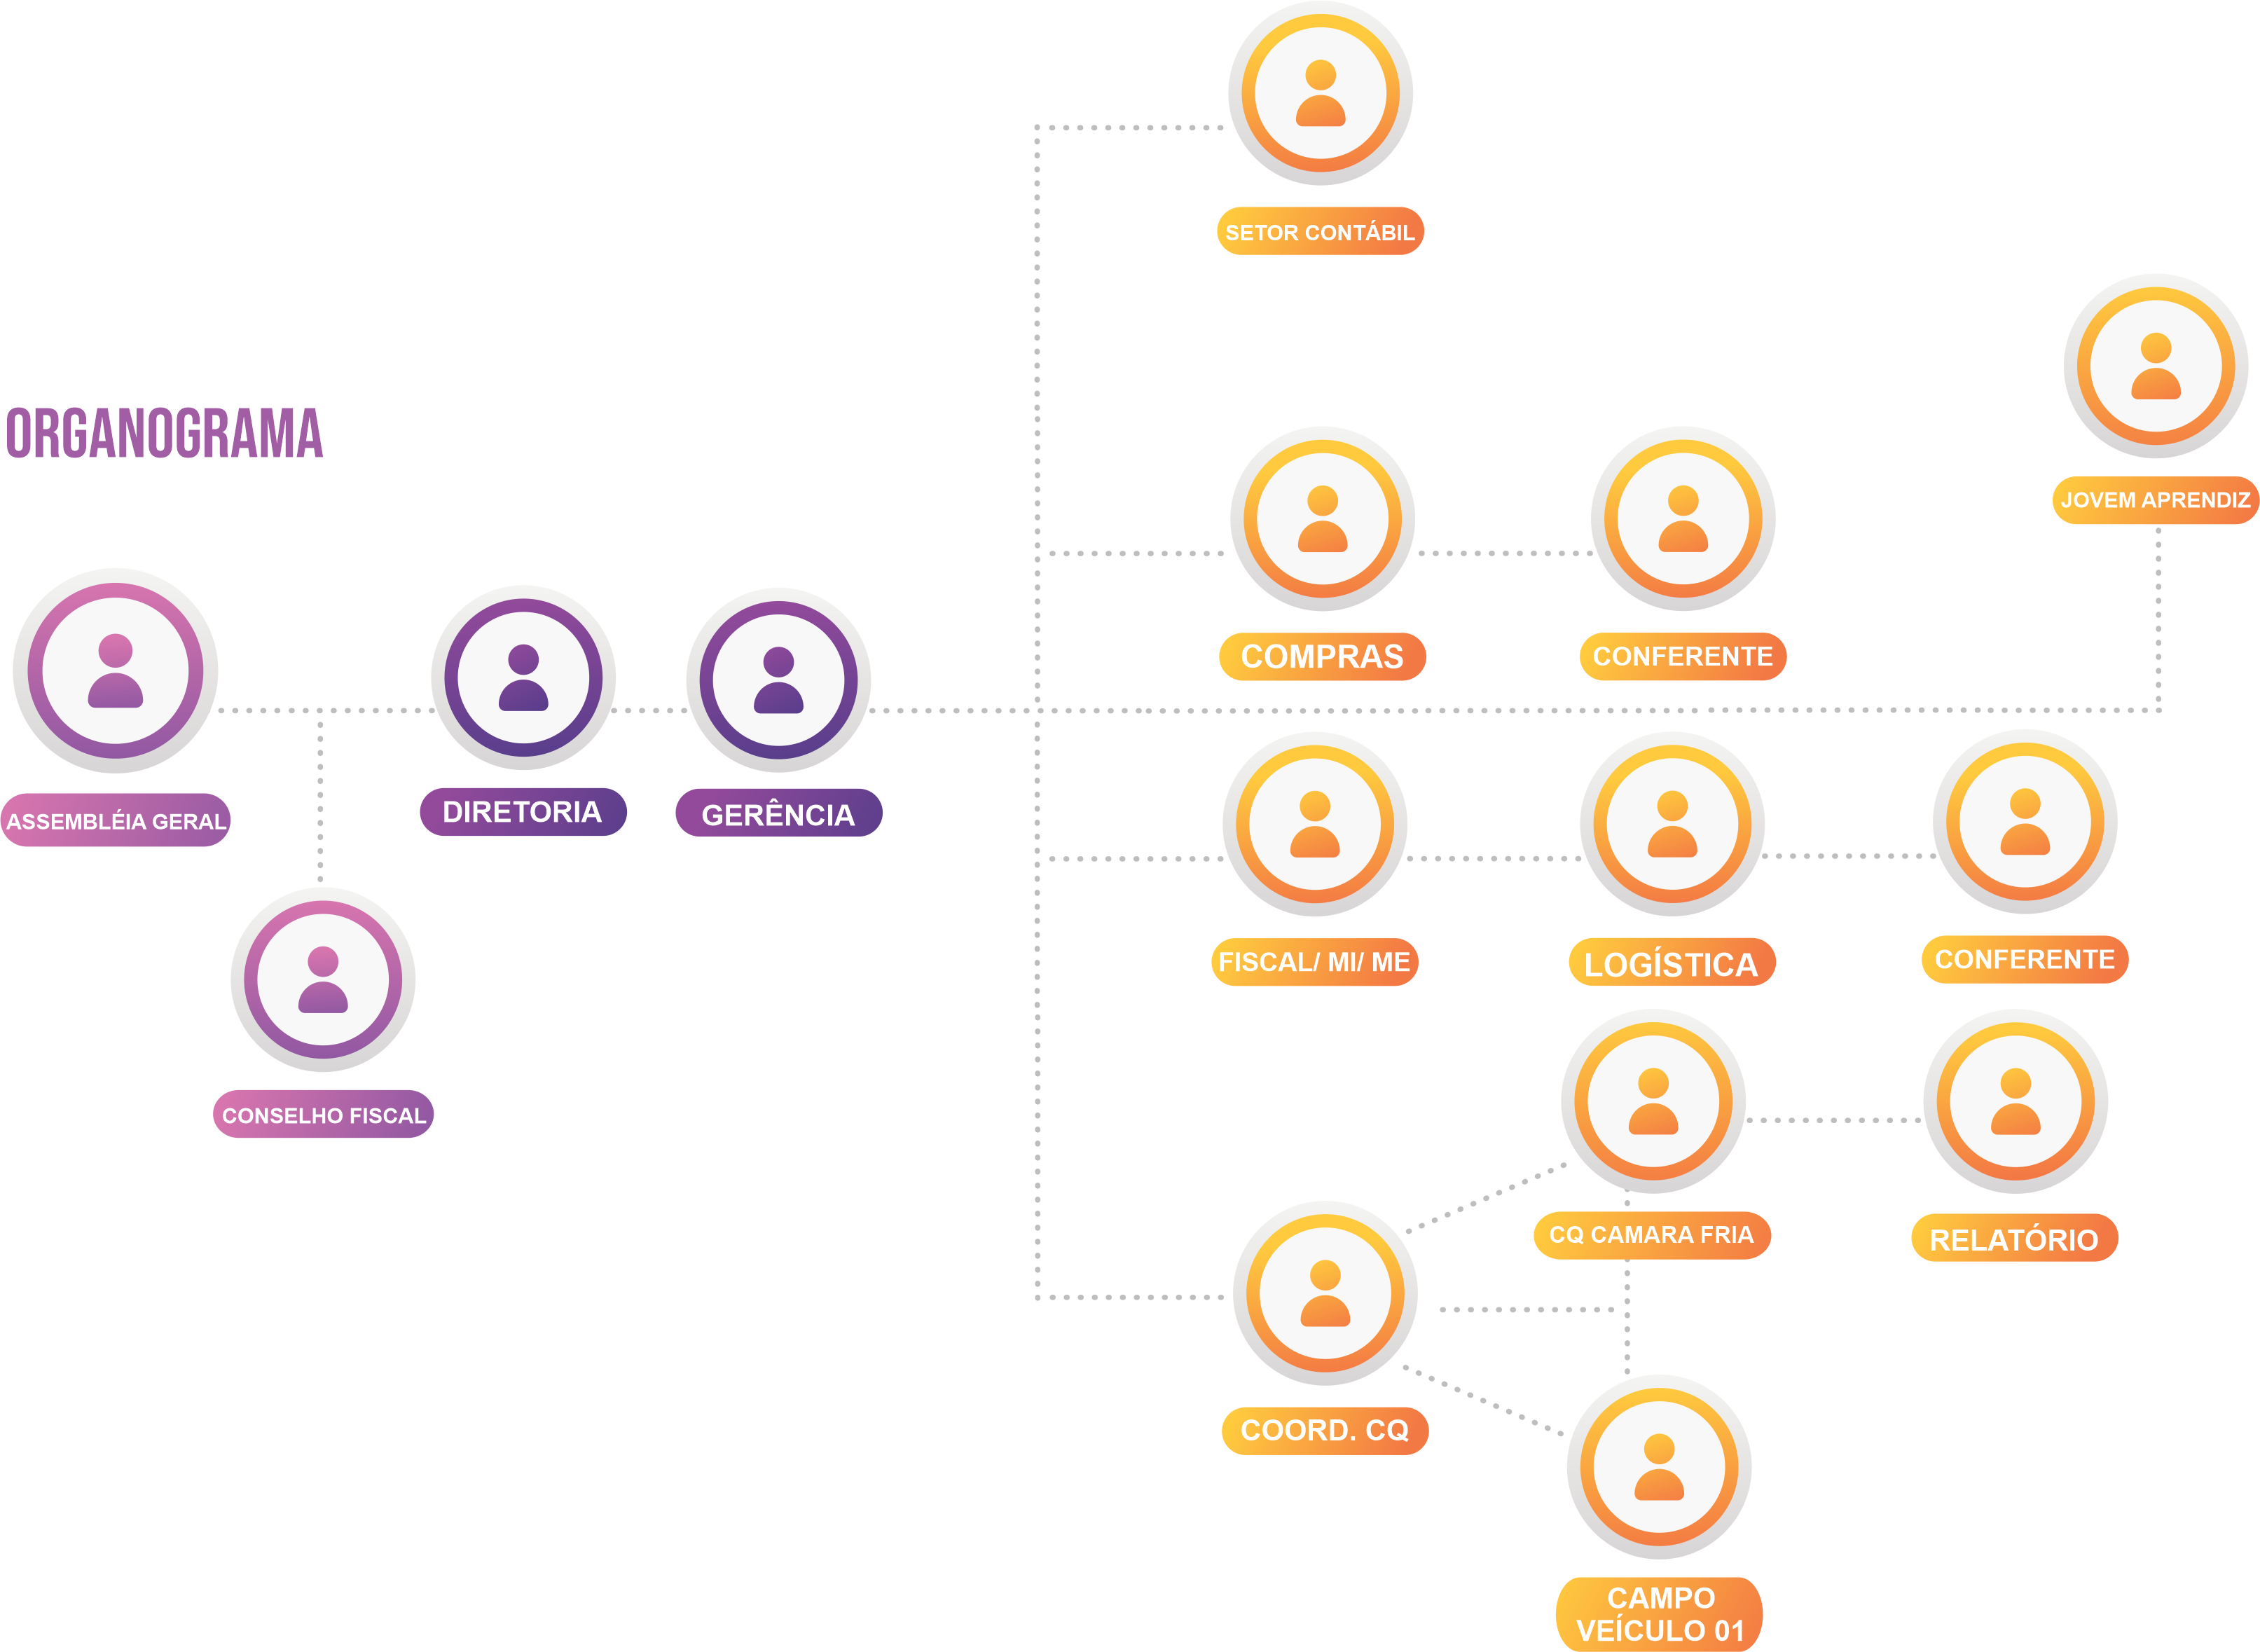 SETOR CONTÁBIL
ORGANOGRAMA
JOVEM APRENDIZ
COMPRAS
CONFERENTE
ASSEMBLÉIA GERAL
DIRETORIA
GERÊNCIA
FISCAL/ MI/ ME
LOGÍSTICA
CONFERENTE
CONSELHO FISCAL
CQ CAMARA FRIA
RELATÓRIO
COORD. CQ
CAMPO
VEÍCULO 01